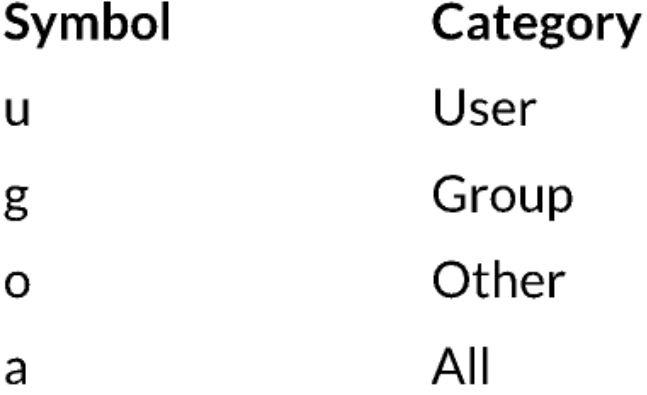 Symbol Category
u User
g Group
o Other
a All